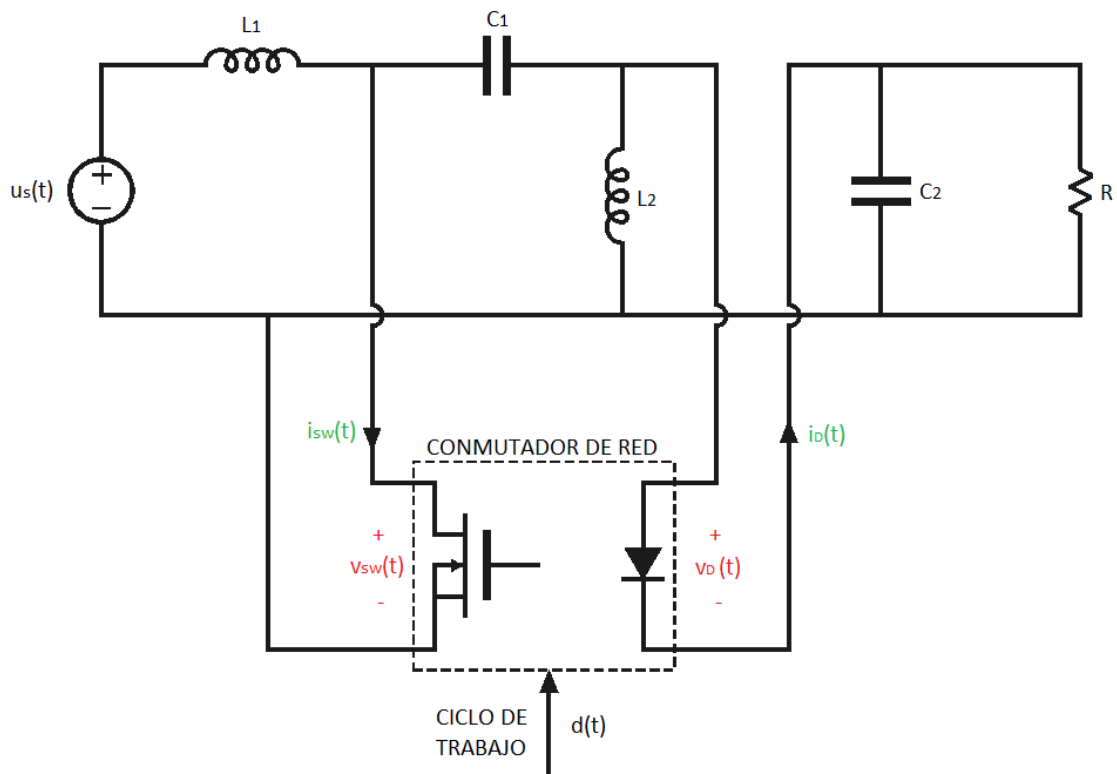 L1
C1
us(t)
+
−
L2
C2
R
isw(t)
CONMUTADOR DE RED
iD(t)
+
vsw(t)
-
+
vD (t)
-
CICLO DE
TRABAJO
d(t)